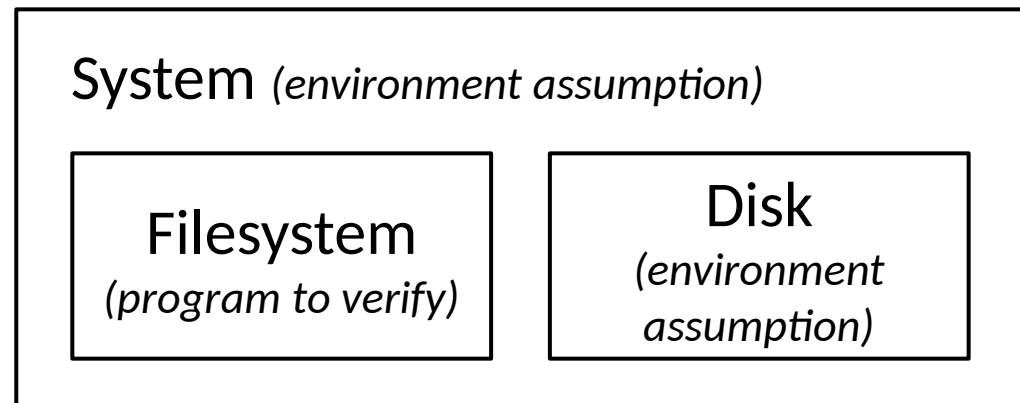 System (environment assumption)
Filesystem
(program to verify)
Disk
(environment
assumption)